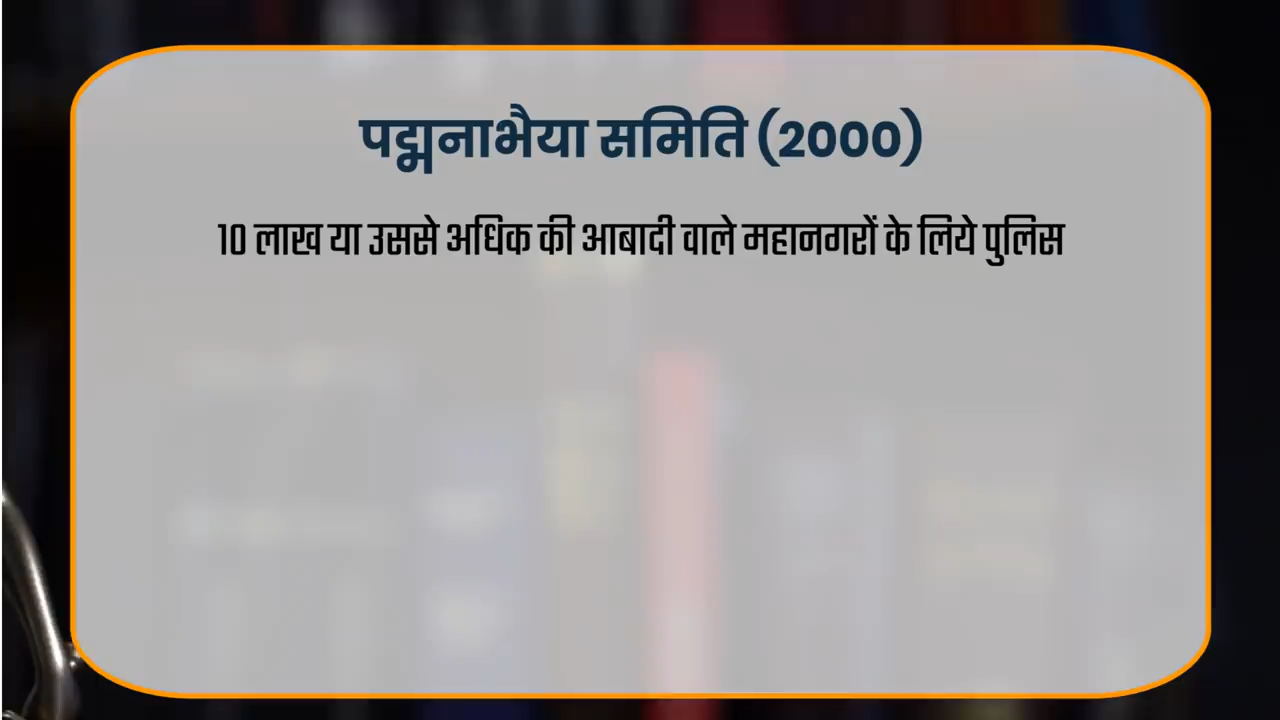 पद्मनाभैया समिति (2000)
10 लाख या उससे अधिक की आबादी वाले महानगरों के लिये पुलिस